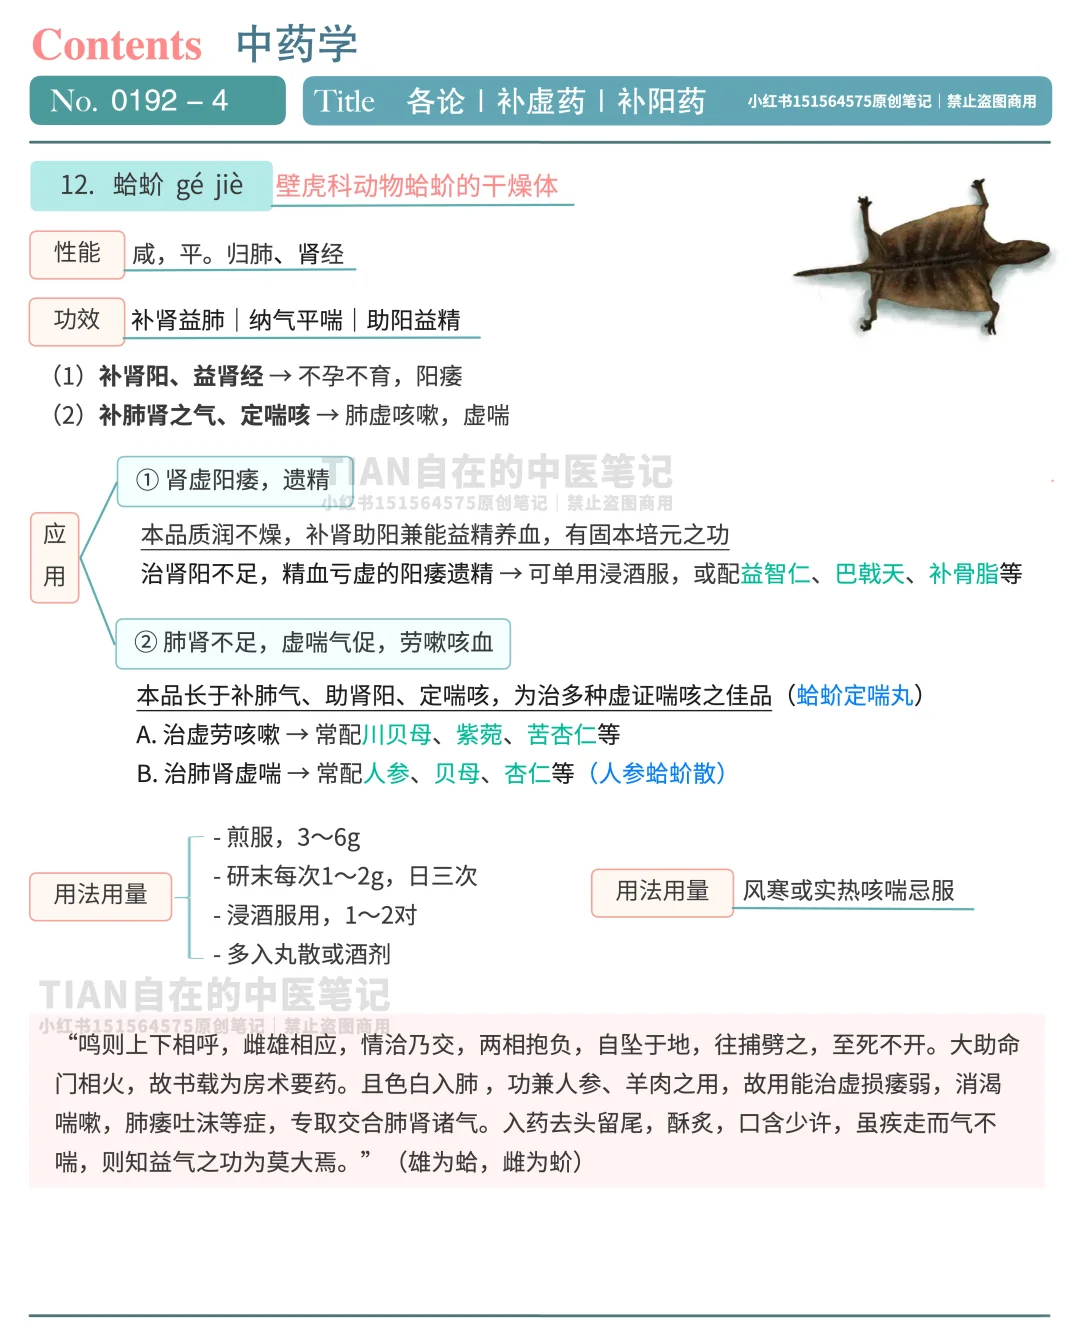 Contents 中药学
No. 0192 – 4
Title 各论 | 补虚药 | 补阳药 小红书151564575原创笔记｜禁止盗图商用
12. 蛤蚧 gé jiè 壁虎科动物蛤蚧的干燥体
性能 咸，平。归肺、肾经
功效 补肾益肺｜纳气平喘｜助阳益精
（1）补肾阳、益肾经 → 不孕不育，阳痿
（2）补肺肾之气、定喘咳 → 肺虚咳嗽，虚喘
TIAN自在的中医笔记
小红书151564575原创笔记｜禁止盗图商用
应用
① 肾虚阳痿，遗精
本品质润不燥，补肾助阳兼能益精养血，有固本培元之功
治肾阳不足，精血亏虚的阳痿遗精 → 可单用浸酒服，或配益智仁、巴戟天、补骨脂等
② 肺肾不足，虚喘气促，劳嗽咳血
本品长于补肺气、助肾阳、定喘咳，为治多种虚证喘咳之佳品（蛤蚧定喘丸）
A. 治虚劳咳嗽 → 常配川贝母、紫菀、苦杏仁等
B. 治肺肾虚喘 → 常配人参、贝母、杏仁等（人参蛤蚧散）
用法用量
- 煎服，3～6g
- 研末每次1～2g，日三次
- 浸酒服用，1～2对
- 多入丸散或酒剂
用法用量 风寒或实热咳喘忌服
TIAN自在的中医笔记
小红书151564575原创笔记｜禁止盗图商用
“鸣则上下相呼，雌雄相应，情洽乃交，两相抱负，自坠于地，往捕劈之，至死不开。大助命
门相火，故书载为房术要药。且色白入肺 ，功兼人参、羊肉之用，故用能治虚损痿弱，消渴
喘嗽，肺痿吐沫等症，专取交合肺肾诸气。入药去头留尾，酥炙，口含少许，虽疾走而气不
喘，则知益气之功为莫大焉。”（雄为蛤，雌为蚧）